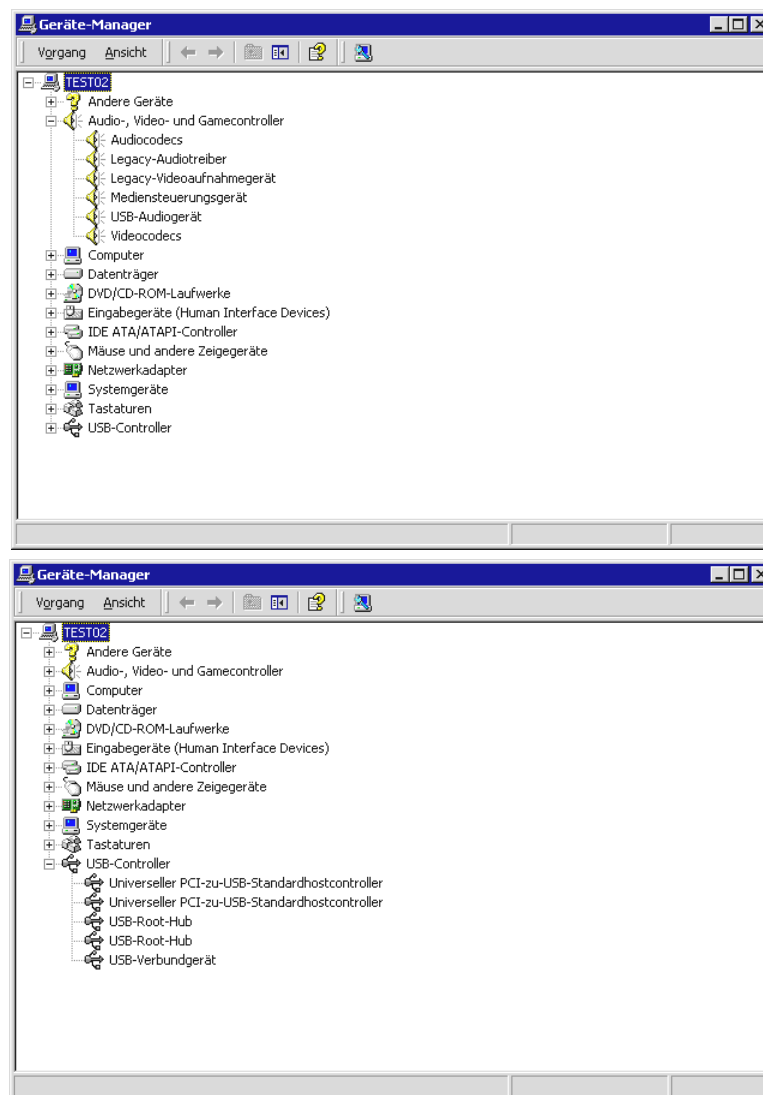 Geräte-Manager
Vorgang Ansicht
TEST02
Andere Geräte
Audio-, Video- und Gamecontroller
Audiocodecs
Legacy-Audiotreiber
Legacy-Videoaufnahmegerät
Mediensteuerungsgerät
USB-Audiogerät
Videocodecs
Computer
Datenträger
DVD/CD-ROM-Laufwerke
Eingabegeräte (Human Interface Devices)
IDE ATA/ATAPI-Controller
Mäuse und andere Zeigegeräte
Netzwerkadapter
Systemgeräte
Tastaturen
USB-Controller
Geräte-Manager
Vorgang Ansicht
TEST02
Andere Geräte
Audio-, Video- und Gamecontroller
Computer
Datenträger
DVD/CD-ROM-Laufwerke
Eingabegeräte (Human Interface Devices)
IDE ATA/ATAPI-Controller
Mäuse und andere Zeigegeräte
Netzwerkadapter
Systemgeräte
Tastaturen
USB-Controller
Universeller PCI-zu-USB-Standardhostcontroller
Universeller PCI-zu-USB-Standardhostcontroller
USB-Root-Hub
USB-Root-Hub
USB-Verbundgerät